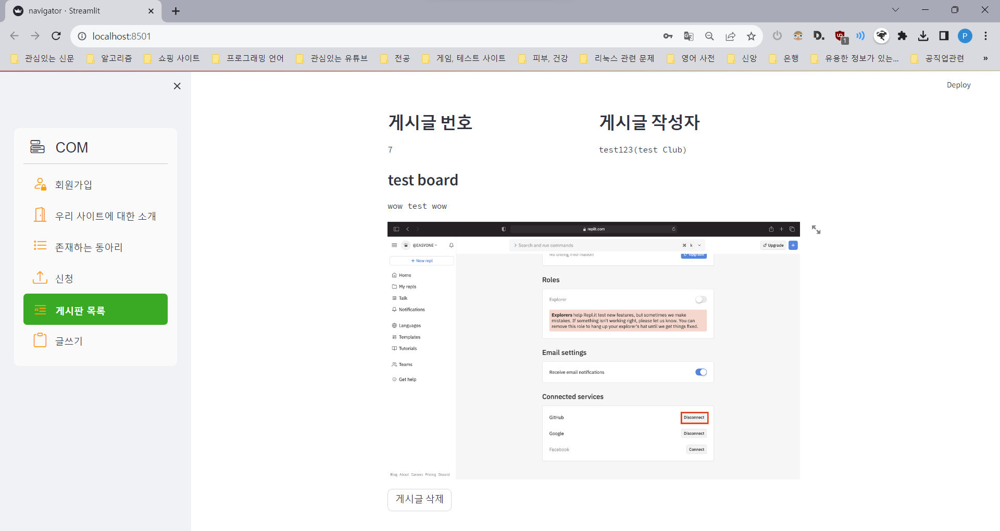 navigator · Streamlit
localhost:8501
관심있는 신문
알고리즘
쇼핑 사이트
프로그래밍 언어
관심있는 유튜브
전공
게임, 테스트 사이트
피부, 건강
리눅스 관련 문제
영어 사전
신앙
은행
유용한 정보가 있는...
공직업관련
»
1
P
Deploy
COM
회원가입
우리 사이트에 대한 소개
존재하는 동아리
신청
게시판 목록
글쓰기
게시글 번호
게시글 작성자
7
test123(test Club)
test board
wow test wow
replit.com
@EASYONE
Search and run commands
⌘ k
Upgrade
+ New repl
No billing information
Upgrade
Home
My repls
Talk
Notifications
Languages
Templates
Tutorials
Teams
Get help
Roles
Explorer
Explorers help Repl.it test new features, but sometimes we make
mistakes. If something isn't working right, please let us know. You can
remove this role to hang up your explorer's hat until we get things fixed.
Email settings
Receive email notifications
Connected services
GitHub
Disconnect
Google
Disconnect
Facebook
Connect
Blog About Careers Pricing Discord
게시글 삭제